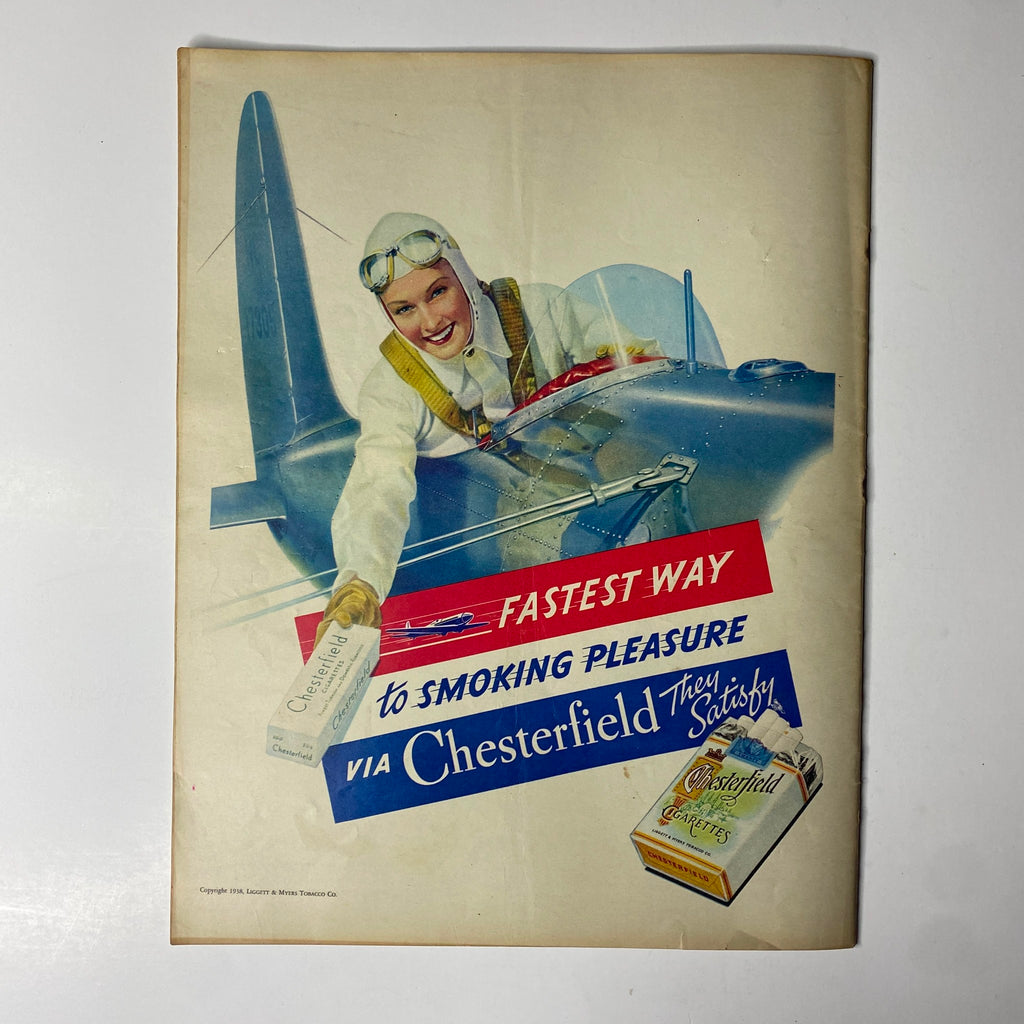 FASTEST WAY
to SMOKING PLEASURE
VIA Chesterfield They Satisfy
Chesterfield
CIGARETTES
Chesterfield
Chesterfield
Chesterfield
CIGARETTES
LIGGETT & MYERS TOBACCO CO.
CHESTERFIELD
Copyright 1938, LIGGETT & MYERS TOBACCO CO.